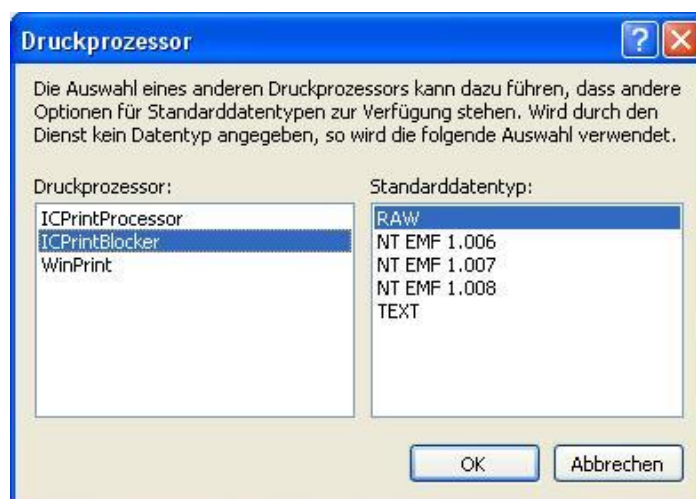 Druckprozessor
Die Auswahl eines anderen Druckprozessors kann dazu führen, dass andere
Optionen für Standarddatentypen zur Verfügung stehen. Wird durch den
Dienst kein Datentyp angegeben, so wird die folgende Auswahl verwendet.
Druckprozessor:
ICPrintProcessor
ICPrintBlocker
WinPrint
Standarddatentyp:
RAW
NT EMF 1.006
NT EMF 1.007
NT EMF 1.008
TEXT
OK
Abbrechen